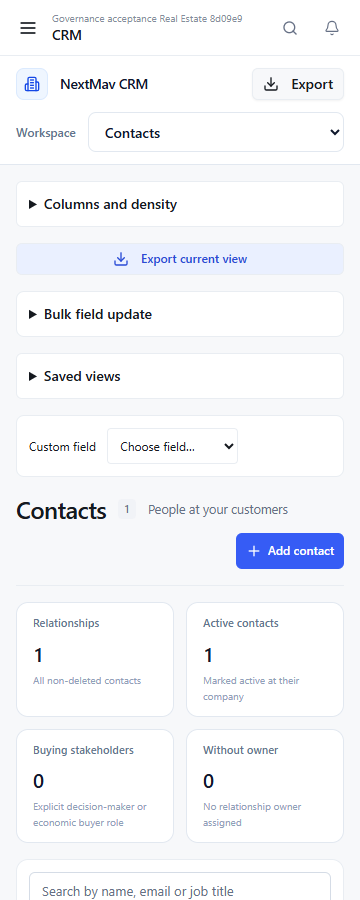 Governance acceptance Real Estate 8d09e9
CRM
NextMav CRM
Export
Workspace
Contacts
Columns and density
Export current view
Bulk field update
Saved views
Custom field
Choose field...
Contacts
1
People at your customers
Add contact
Relationships
1
All non-deleted contacts
Active contacts
1
Marked active at their
company
Buying stakeholders
0
Explicit decision-maker or
economic buyer role
Without owner
0
No relationship owner
assigned
Search by name, email or job title